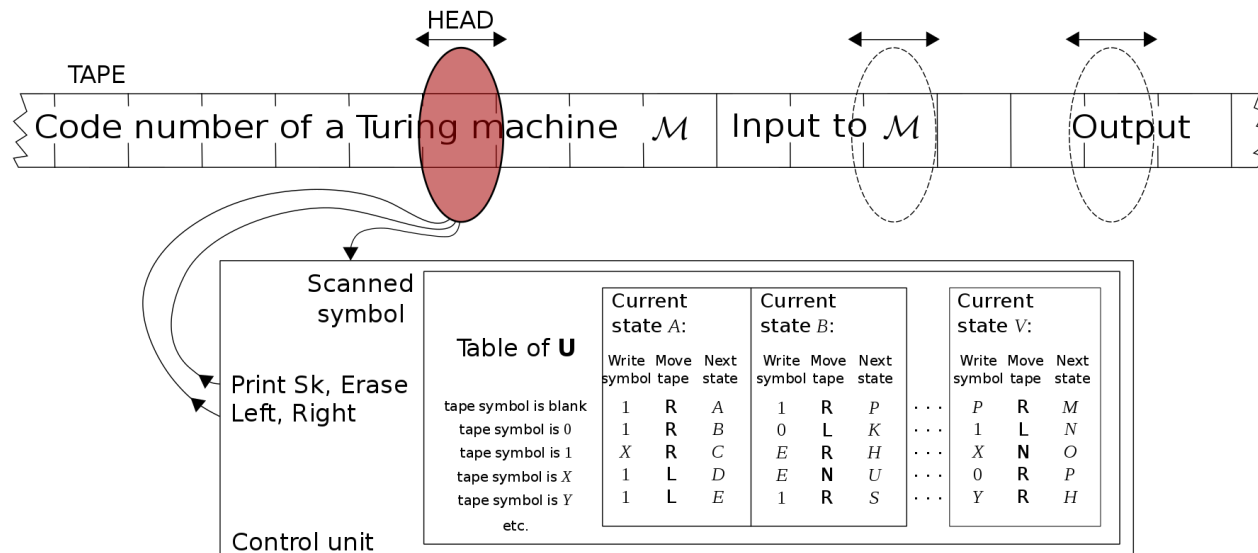 HEAD
TAPE
Code number of a Turing machine ℳ Input to ℳ Output
Scanned
symbol
Print Sk, Erase
Left, Right
Control unit
Table of U
Current Current Current
state A: state B: state V:
Write Move Next Write Move Next Write Move Next
symbol tape state symbol tape state symbol tape state
tape symbol is blank 1 R A 1 R P · · · P R M
tape symbol is 0 1 R B 0 L K · · · 1 L N
tape symbol is 1 X R C E R H · · · X N O
tape symbol is X 1 L D E N U · · · 0 R P
tape symbol is Y 1 L E 1 R S · · · Y R H
etc.